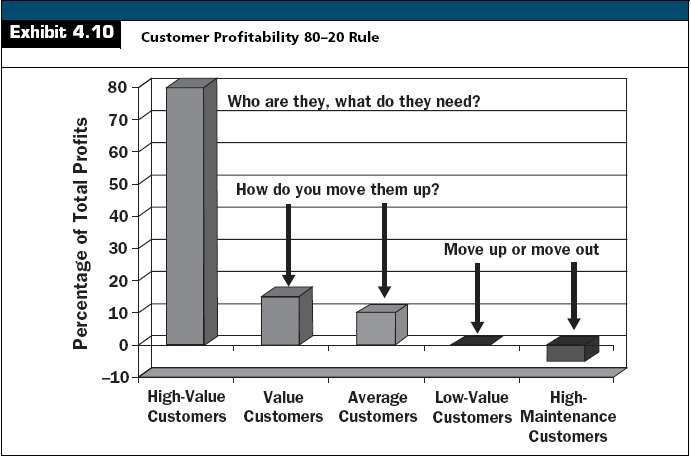 Exhibit 4.10
Customer Profitability 80–20 Rule
Percentage of Total Profits
80
70
60
50
40
30
20
10
0
–10
Who are they, what do they need?
How do you move them up?
Move up or move out
High-Value
Customers
Value
Customers
Average
Customers
Low-Value
Customers
High-
Maintenance
Customers